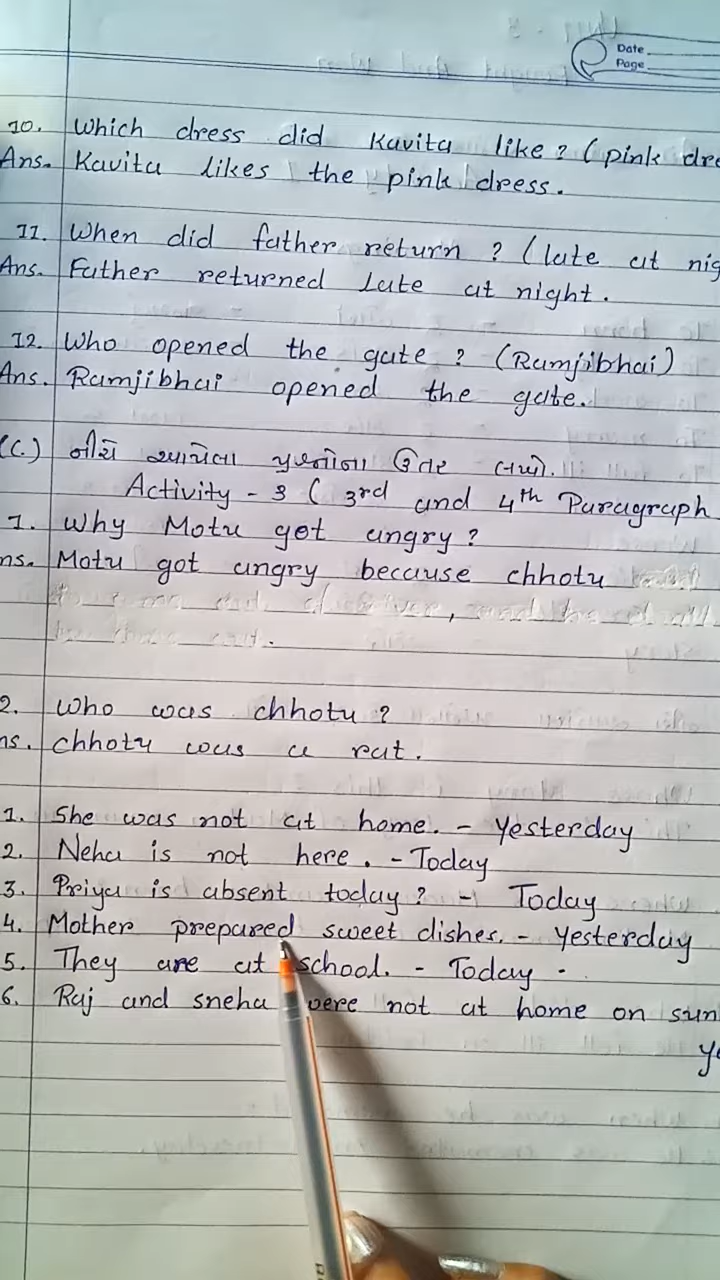 Date
Page
10. Which dress did Kavita like? (pink dre
Ans. Kavita likes the pink dress.
11. When did father return? (late at nig
Ans. Father returned late at night.
12. Who opened the gate? (Ramjibhai)
Ans. Ramjibhai opened the gate.
(C.) નીચે આપેલા પ્રશ્નોના ઉત્તર લખો.
Activity - 3 ( 3rd and 4th Paragraph
1. Why Motu got angry?
ns. Motu got angry because chhotu
2. Who was chhotu?
ns. chhotu was a rat.
1. She was not at home. - Yesterday
2. Neha is not here. - Today
3. Priya is absent today? - Today
4. Mother prepared sweet dishes. - Yesterday
5. They are at school. - Today.
6. Raj and sneha were not at home on sun
ye